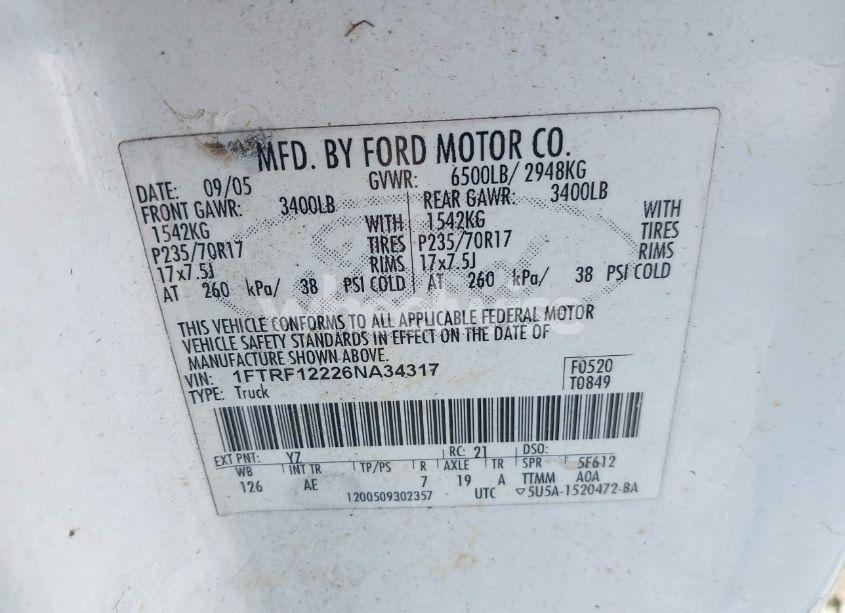 MFD. BY FORD MOTOR CO.
DATE: 09/05 GVWR: 6500LB/ 2948KG
FRONT GAWR: 3400LB REAR GAWR: 3400LB
1542KG WITH 1542KG WITH
P235/70R17 TIRES P235/70R17 TIRES
17x7.5J RIMS 17x7.5J RIMS
AT 260 kPa/ 38 PSI COLD AT 260 kPa/ 38 PSI COLD
THIS VEHICLE CONFORMS TO ALL APPLICABLE FEDERAL MOTOR
VEHICLE SAFETY STANDARDS IN EFFECT ON THE DATE OF
MANUFACTURE SHOWN ABOVE.
VIN: 1FTRF12226NA34317 F0520
TYPE: Truck T0849
EXT PNT: YZ RC: 21 DSO:
WB INT TR TP/PS R AXLE TR SPR 5F612
126 AE 7 19 A TTMM A0A
1200509302357 UTC ▽5U5A-1520472-BA